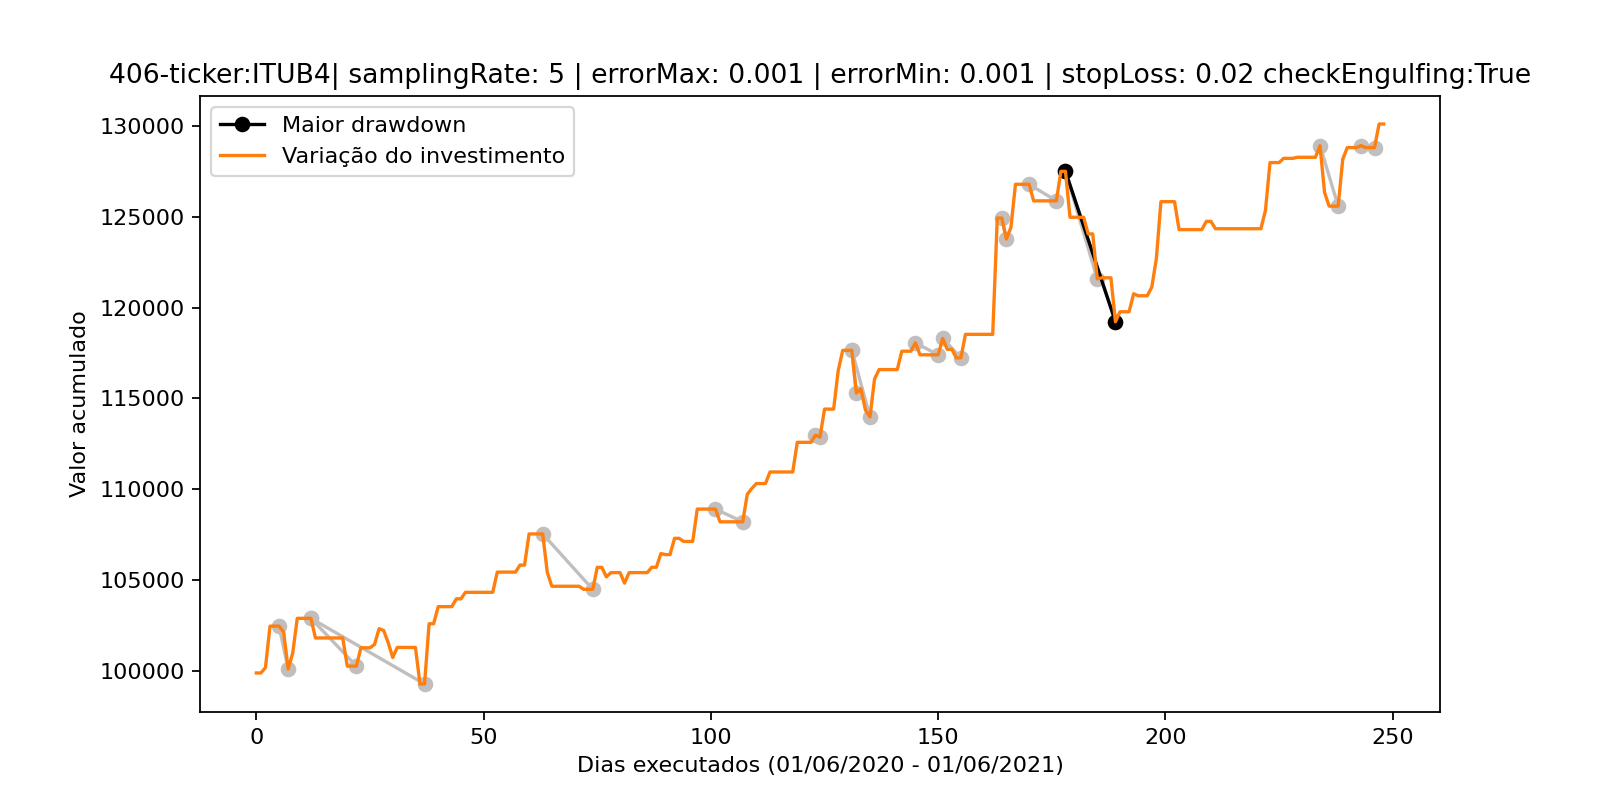 406-ticker:ITUB4| samplingRate: 5 | errorMax: 0.001 | errorMin: 0.001 | stopLoss: 0.02 checkEngulfing:True
Maior drawdown
Variação do investimento
Valor acumulado
130000
125000
120000
115000
110000
105000
100000
0 50 100 150 200 250
Dias executados (01/06/2020 - 01/06/2021)